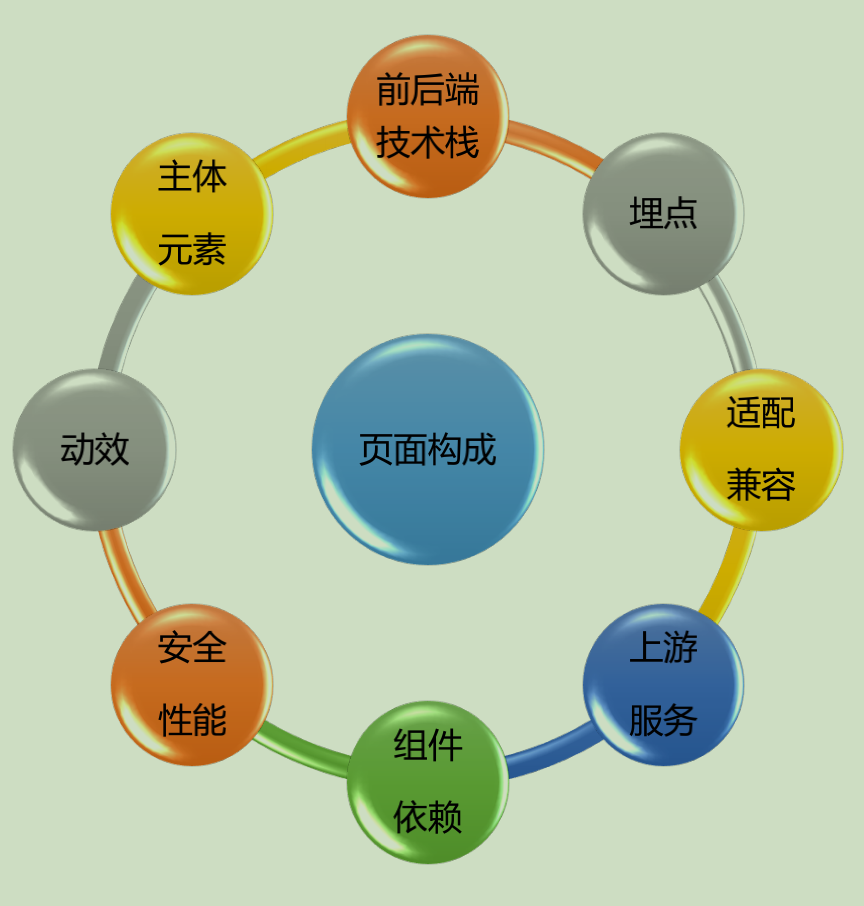 前后端
技术栈
主体
元素
埋点
适配
兼容
动效
页面构成
安全
性能
上游
服务
组件
依赖